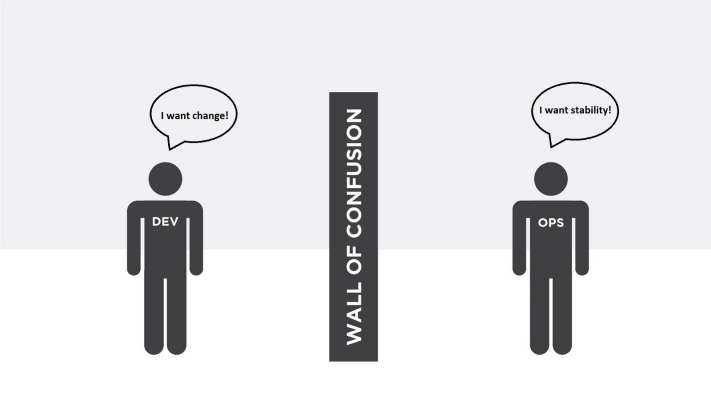 I want change!
DEV
WALL OF CONFUSION
I want stability!
OPS